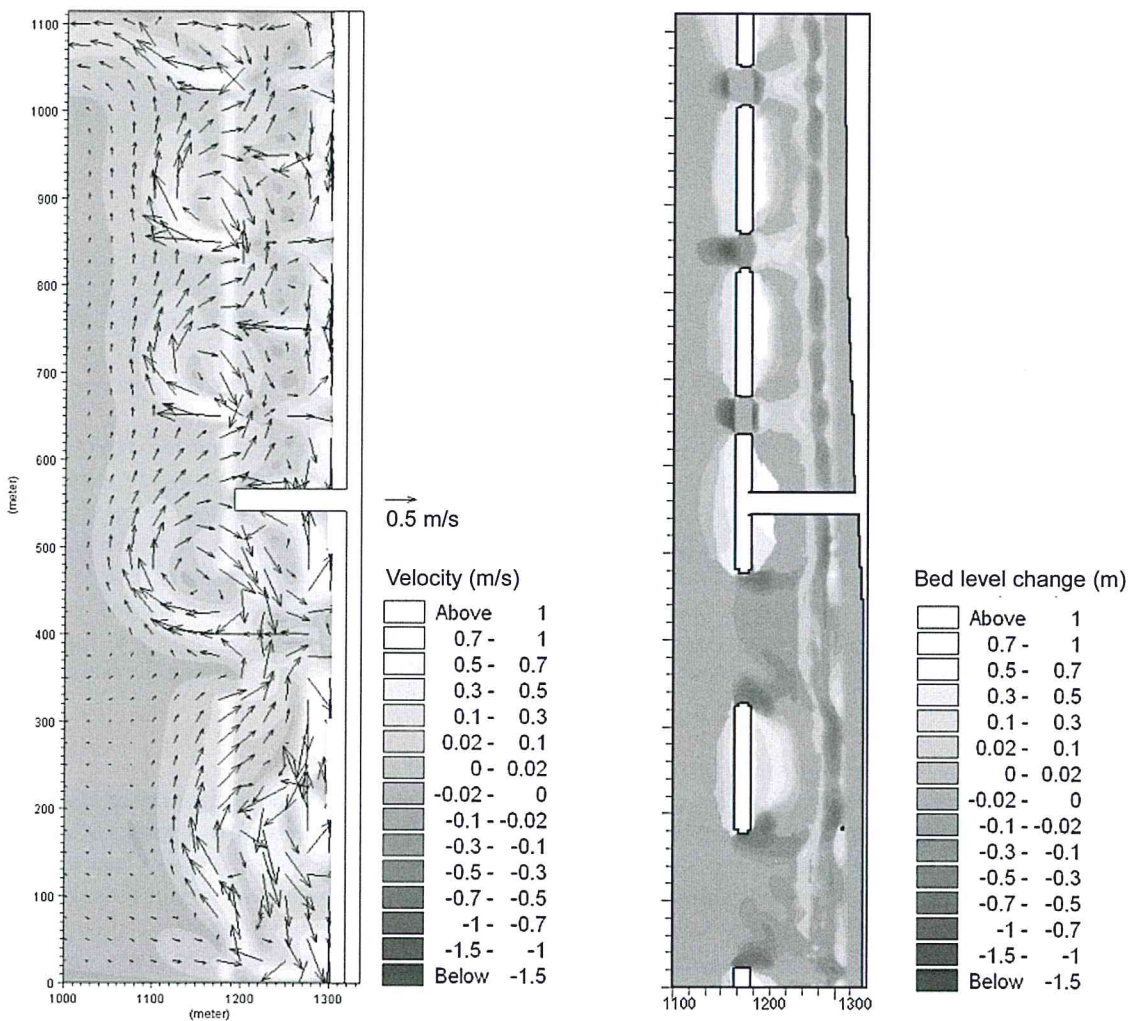 1100
1000
900
800
700
600
500
400
300
200
100
0
(meter)
1000 1100 1200 1300
(meter)
0.5 m/s
Velocity (m/s)
Above 1
0.7 - 1
0.5 - 0.7
0.3 - 0.5
0.1 - 0.3
0.02 - 0.1
0 - 0.02
-0.02 - 0
-0.1 - -0.02
-0.3 - -0.1
-0.5 - -0.3
-0.7 - -0.5
-1 - -0.7
-1.5 - -1
Below -1.5
1100 1200 1300
Bed level change (m)
Above 1
0.7 - 1
0.5 - 0.7
0.3 - 0.5
0.1 - 0.3
0.02 - 0.1
0 - 0.02
-0.02 - 0
-0.1 - -0.02
-0.3 - -0.1
-0.5 - -0.3
-0.7 - -0.5
-1 - -0.7
-1.5 - -1
Below -1.5